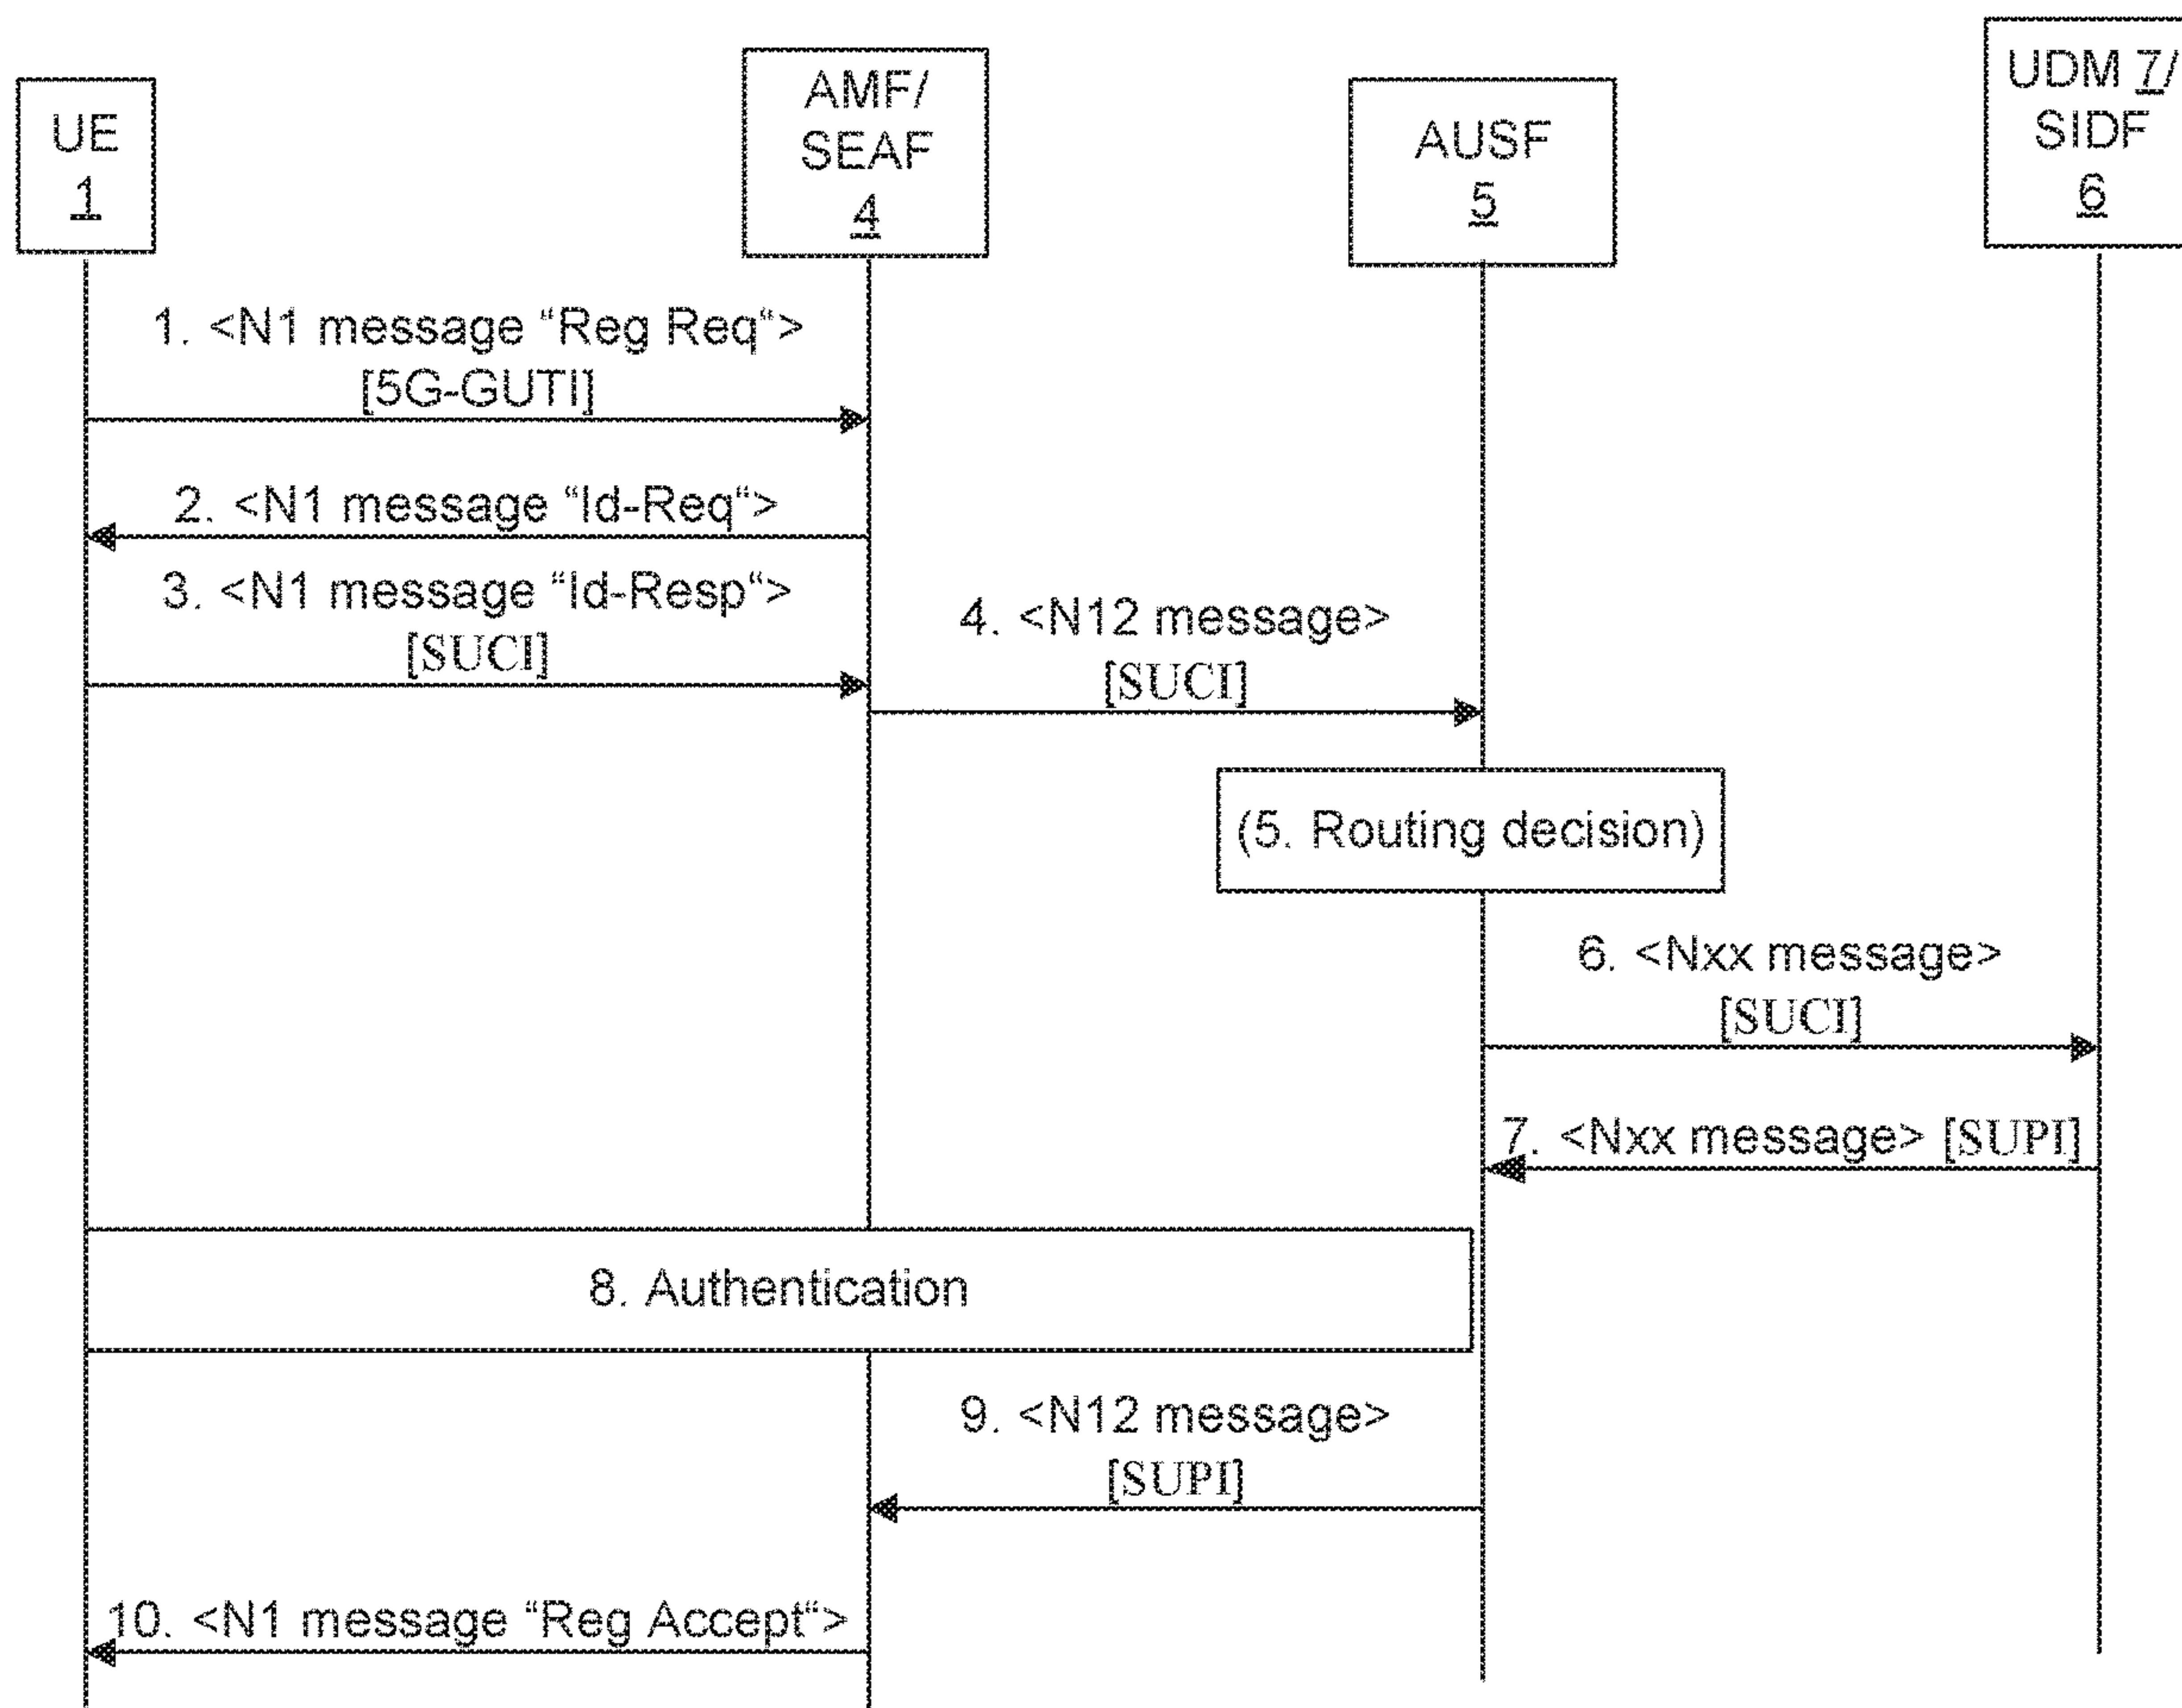 UE
1
AMF/
SEAF
4
AUSF
5
UDM 7/
SIDF
6
1. <N1 message “Reg Req“>
[5G-GUTI]
2. <N1 message “Id-Req“>
3. <N1 message “Id-Resp“>
[SUCI]
4. <N12 message>
[SUCI]
(5. Routing decision)
6. <Nxx message>
[SUCI]
7. <Nxx message> [SUPI]
8. Authentication
9. <N12 message>
[SUPI]
10. <N1 message “Reg Accept“>